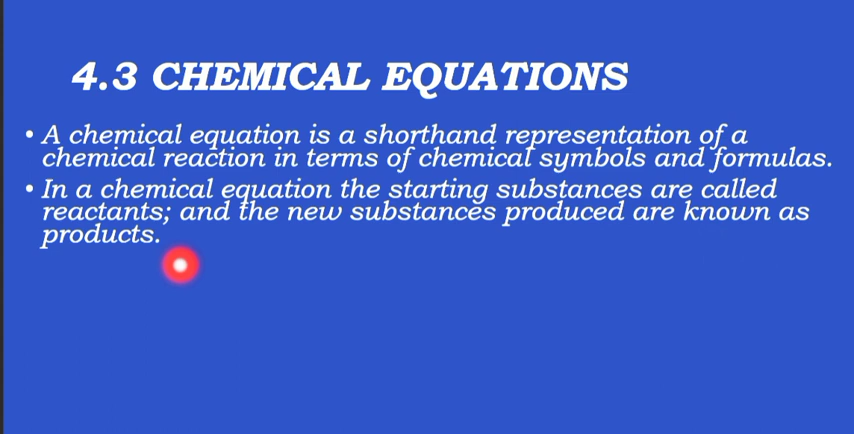 4.3 CHEMICAL EQUATIONS
• A chemical equation is a shorthand representation of a
chemical reaction in terms of chemical symbols and formulas.
• In a chemical equation the starting substances are called
reactants; and the new substances produced are known as
products.